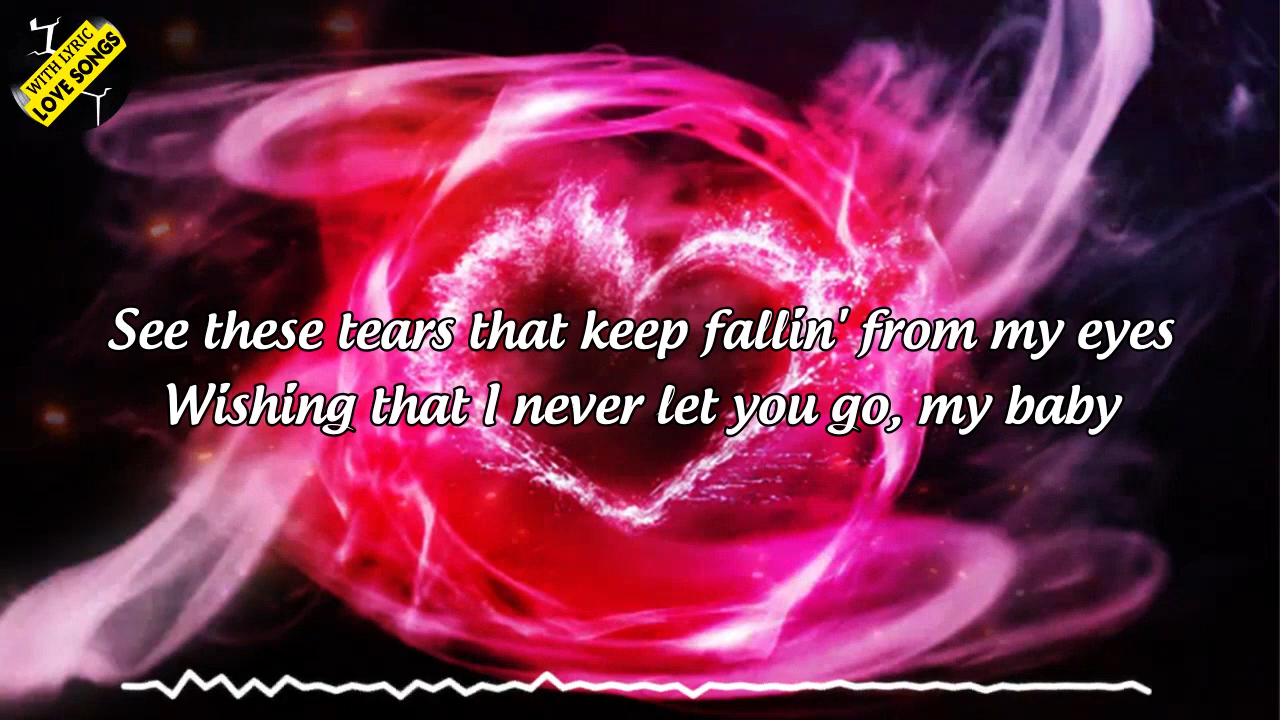 WITH LYRIC
LOVE SONGS
See these tears that keep fallin' from my eyes
Wishing that I never let you go, my baby